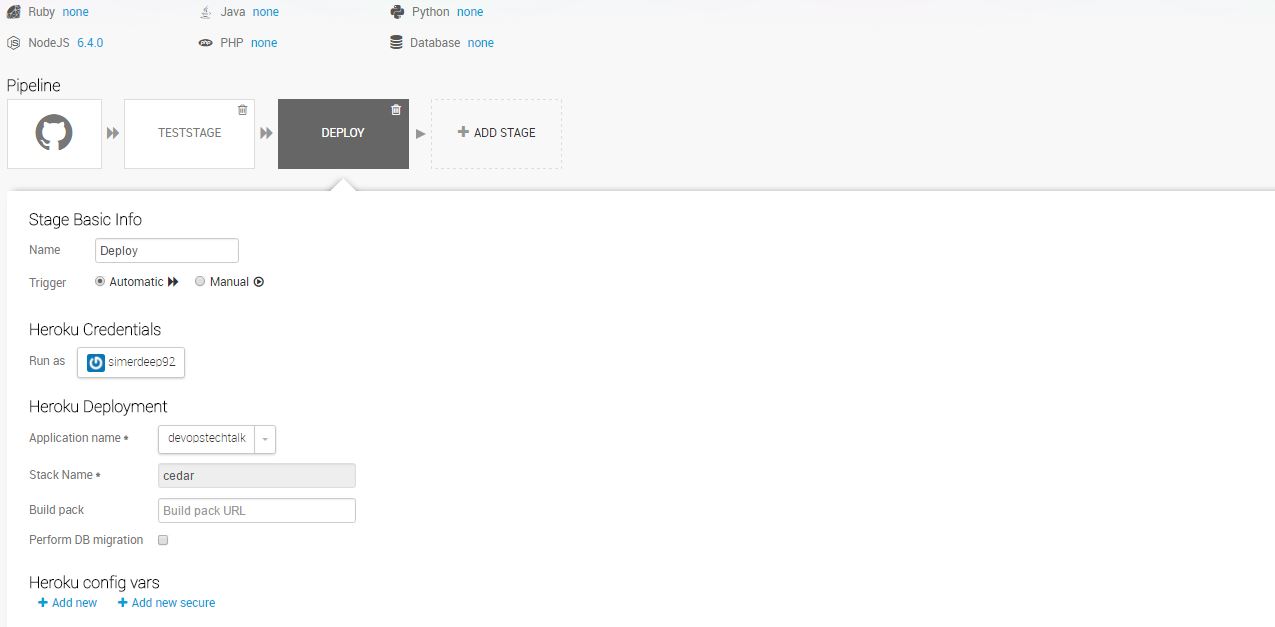 Ruby none Java none Python none
NodeJS 6.4.0 PHP none Database none
Pipeline
TESTSTAGE DEPLOY + ADD STAGE
Stage Basic Info
Name Deploy
Trigger Automatic Manual
Heroku Credentials
Run as simerdeep92
Heroku Deployment
Application name * devopstechtalk
Stack Name * cedar
Build pack Build pack URL
Perform DB migration
Heroku config vars
+ Add new + Add new secure